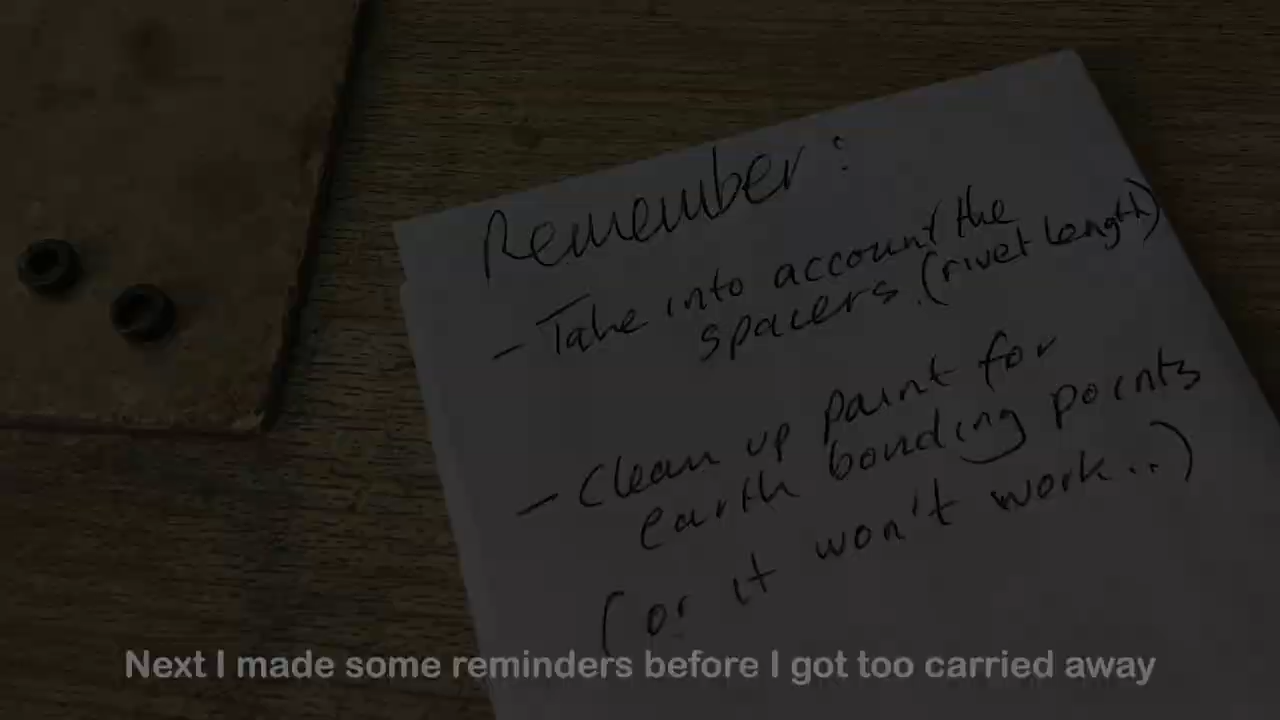 Remember:
- Take into account the
spacers (rivet length)
- Clean up paint for
earth bonding points
(or it won't work...)
Next I made some reminders before I got too carried away